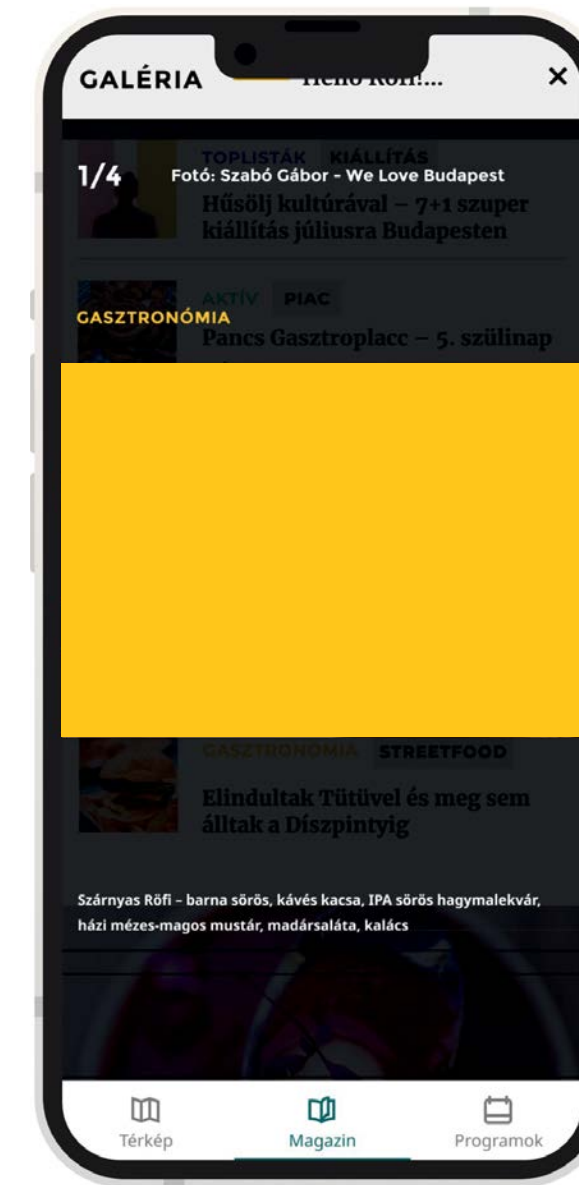 GALÉRIA
Helló Röfi!...
1/4
Fotó: Szabó Gábor - We Love Budapest
TOPLISTÁK KIÁLLÍTÁS
Hűsölj kultúrával – 7+1 szuper
kiállítás júliusra Budapesten
AKTÍV PIAC
GASZTRONÓMIA
Pancs Gasztroplacc – 5. szülinap
GASZTRONÓMIA STREETFOOD
Elindultak Tütüvel és meg sem
álltak a Díszpintyig
Szárnyas Röfi – barna sörös, kávés kacsa, IPA sörös hagymalekvár,
házi mézes-magos mustár, madársaláta, kalács
Térkép Magazin Programok